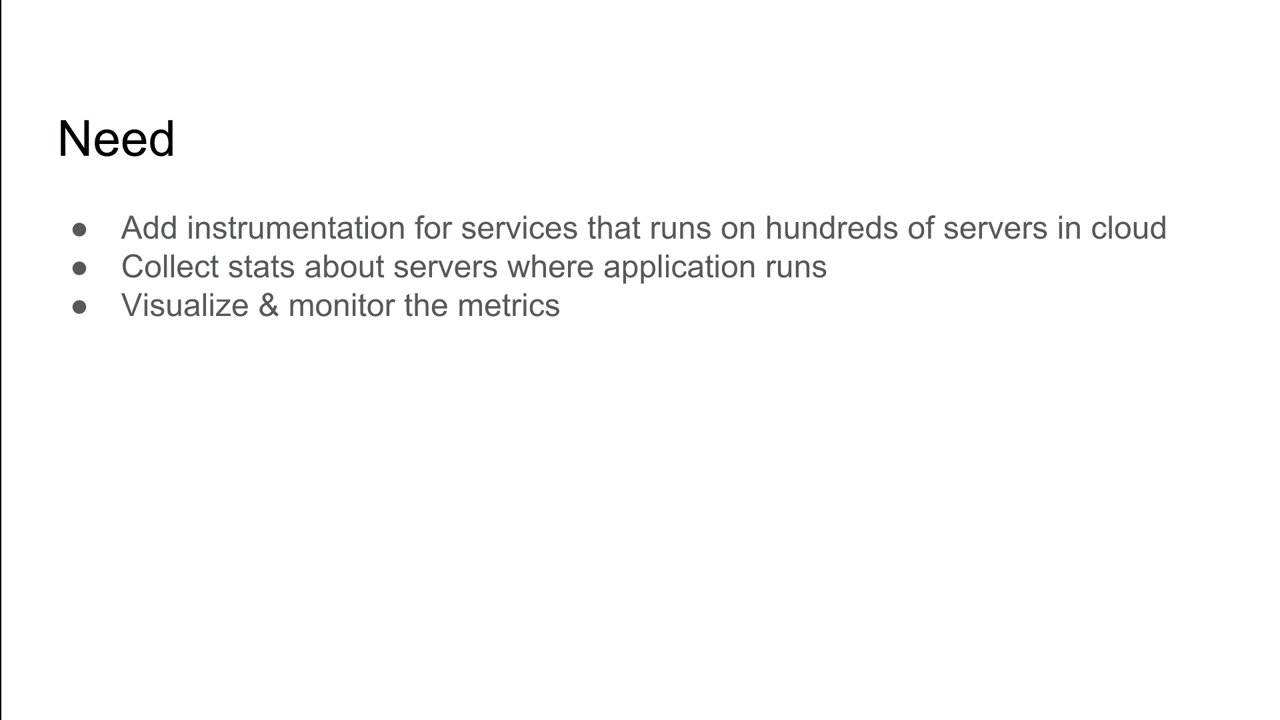 Need
● Add instrumentation for services that runs on hundreds of servers in cloud
● Collect stats about servers where application runs
● Visualize & monitor the metrics